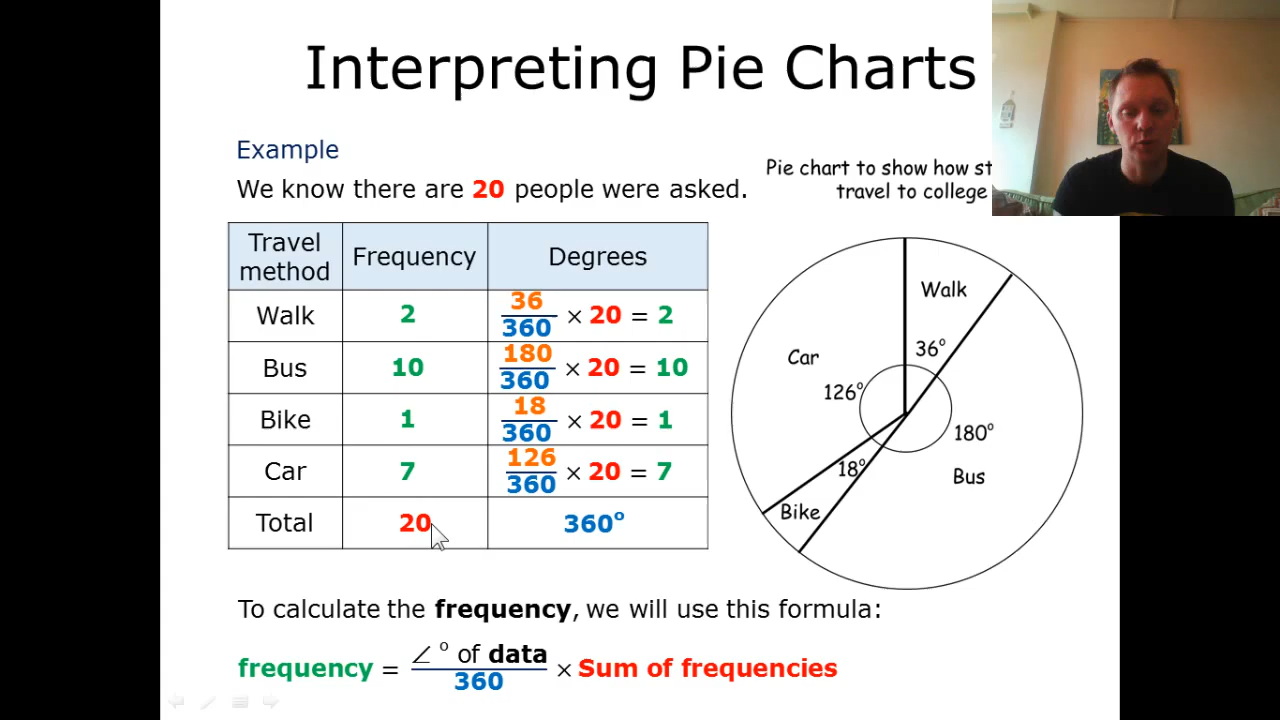 Interpreting Pie Charts
Example
We know there are 20 people were asked.
Travel method Frequency Degrees
Walk 2 36/360 × 20 = 2
Bus 10 180/360 × 20 = 10
Bike 1 18/360 × 20 = 1
Car 7 126/360 × 20 = 7
Total 20 360°
Pie chart to show how st
travel to college
Walk
36°
Car
126°
180°
Bus
18°
Bike
To calculate the frequency, we will use this formula:
frequency = ∠° of data/360 × Sum of frequencies